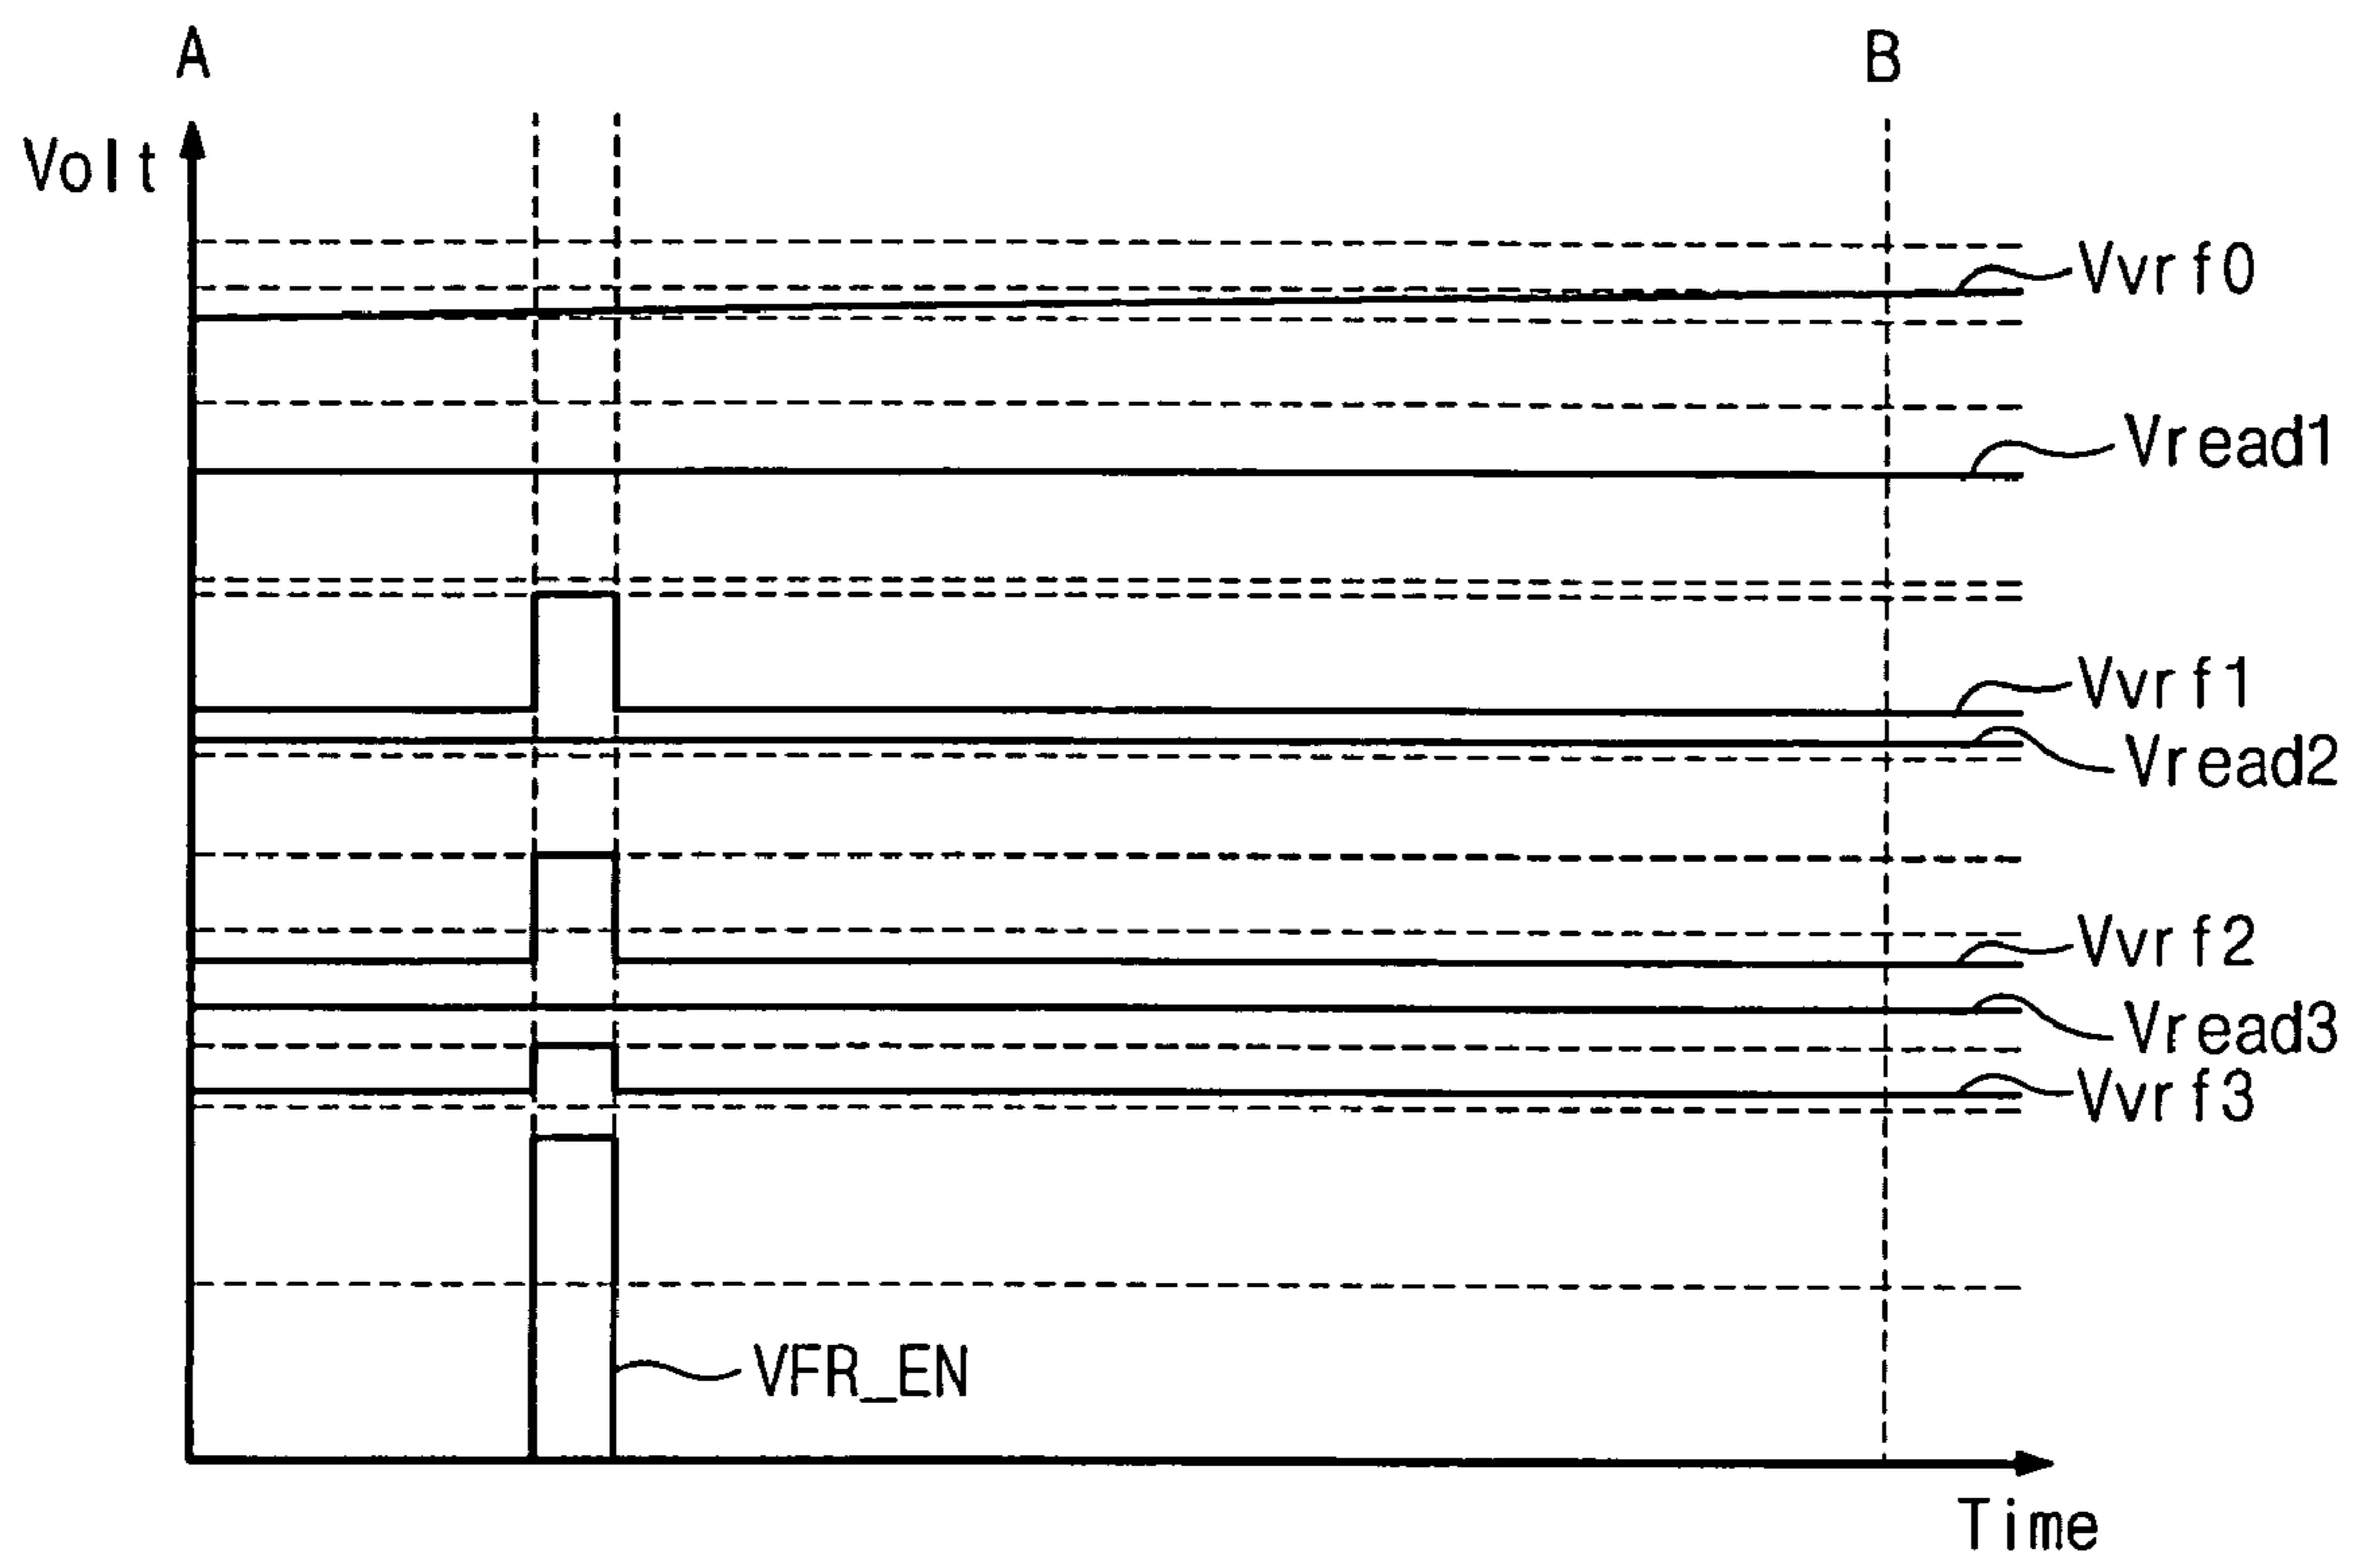 A
B
Volt
Vvrf0
Vread1
Vvrf1
Vread2
Vvrf2
Vread3
Vvrf3
VFR_EN
Time